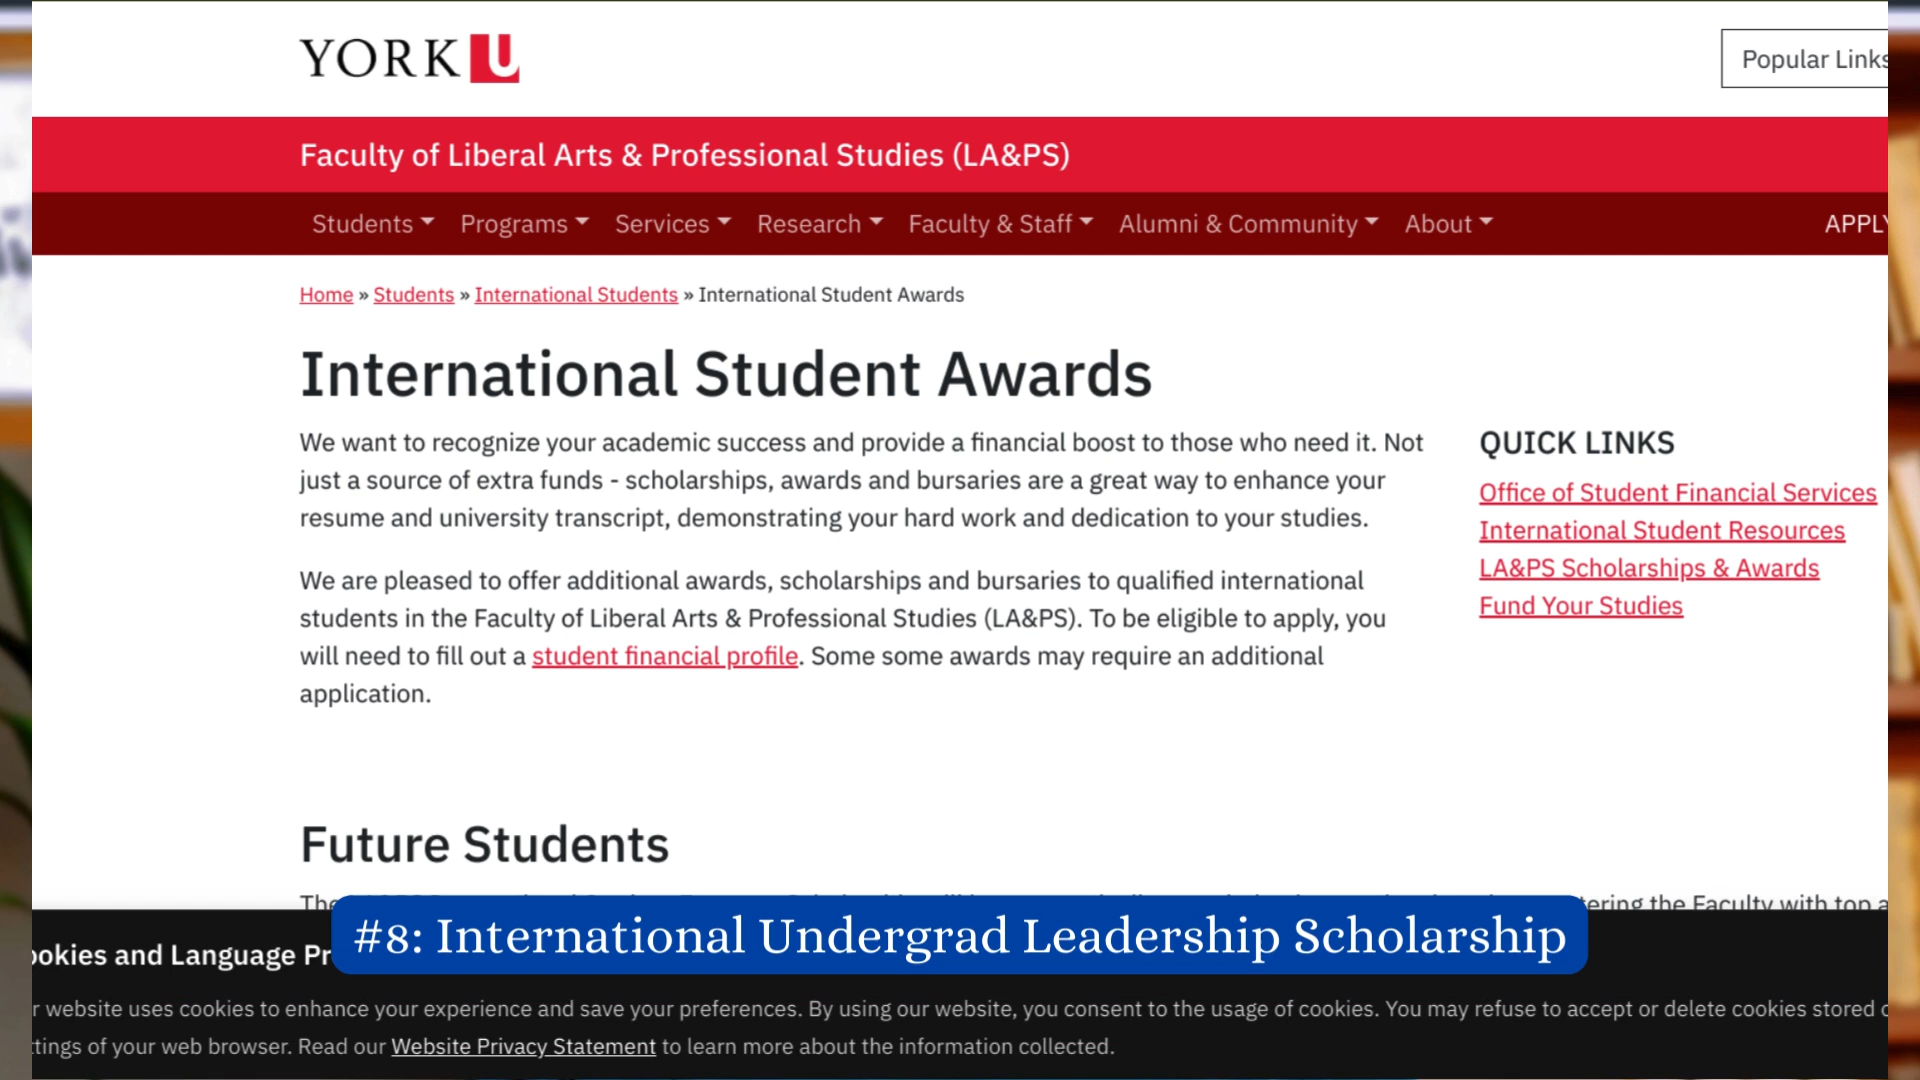 YORK U
Popular Links
Faculty of Liberal Arts & Professional Studies (LA&PS)
Students Programs Services Research Faculty & Staff Alumni & Community About APPLY
Home » Students » International Students » International Student Awards
International Student Awards
We want to recognize your academic success and provide a financial boost to those who need it. Not
just a source of extra funds - scholarships, awards and bursaries are a great way to enhance your
resume and university transcript, demonstrating your hard work and dedication to your studies.
We are pleased to offer additional awards, scholarships and bursaries to qualified international
students in the Faculty of Liberal Arts & Professional Studies (LA&PS). To be eligible to apply, you
will need to fill out a student financial profile. Some some awards may require an additional
application.
QUICK LINKS
Office of Student Financial Services
International Student Resources
LA&PS Scholarships & Awards
Fund Your Studies
Future Students
the Faculty with top
#8: International Undergrad Leadership Scholarship
ookies and Language Pr
r website uses cookies to enhance your experience and save your preferences. By using our website, you consent to the usage of cookies. You may refuse to accept or delete cookies stored
tings of your web browser. Read our Website Privacy Statement to learn more about the information collected.